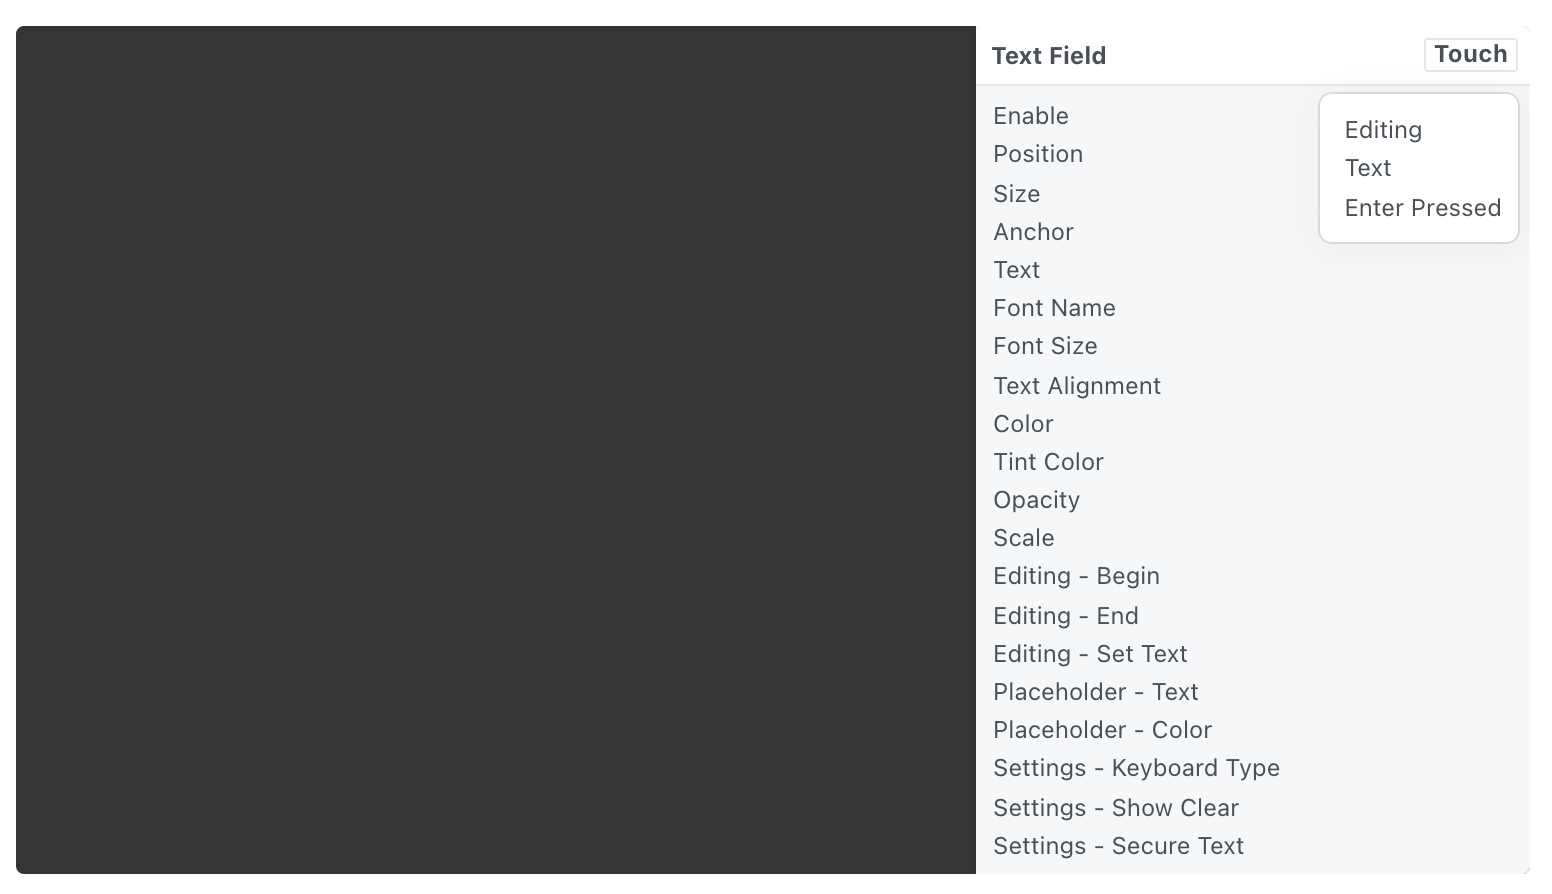 Text Field
Touch
Enable
Position
Size
Anchor
Text
Font Name
Font Size
Text Alignment
Color
Tint Color
Opacity
Scale
Editing - Begin
Editing - End
Editing - Set Text
Placeholder - Text
Placeholder - Color
Settings - Keyboard Type
Settings - Show Clear
Settings - Secure Text
Editing
Text
Enter Pressed